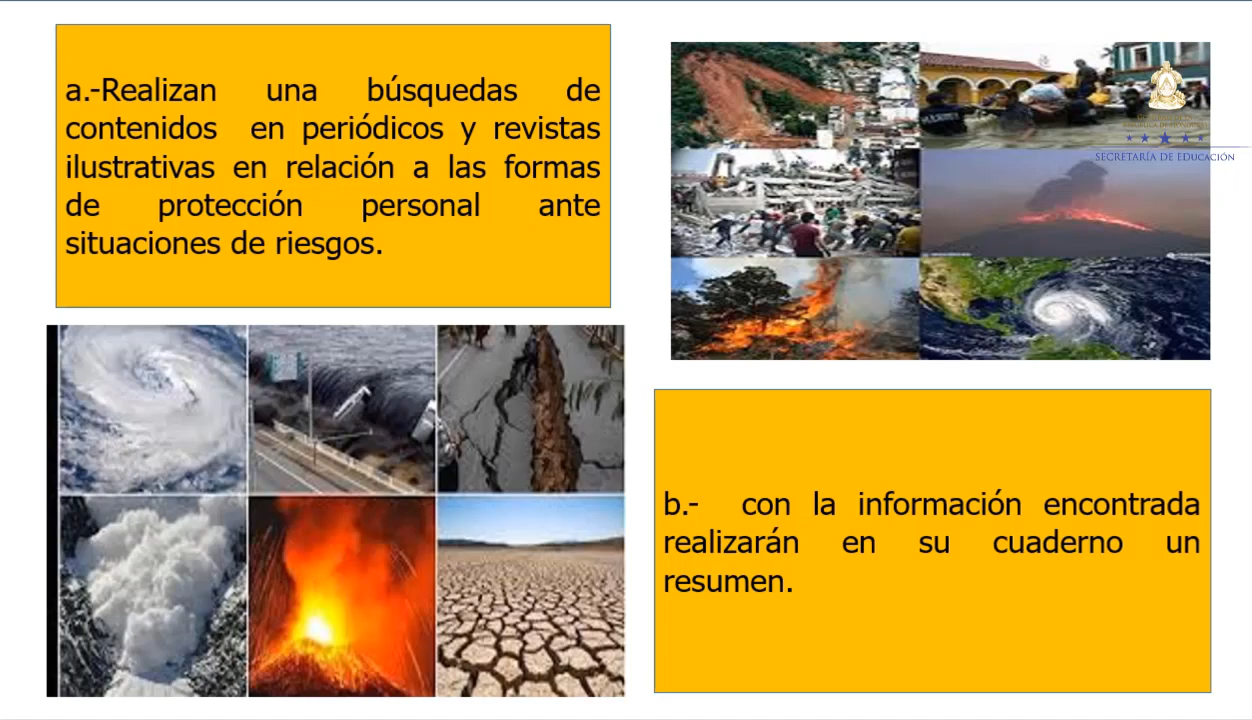 a.-Realizan una búsquedas de
contenidos en periódicos y revistas
ilustrativas en relación a las formas
de protección personal ante
situaciones de riesgos.
SECRETARÍA DE EDUCACIÓN
b.- con la información encontrada
realizarán en su cuaderno un
resumen.